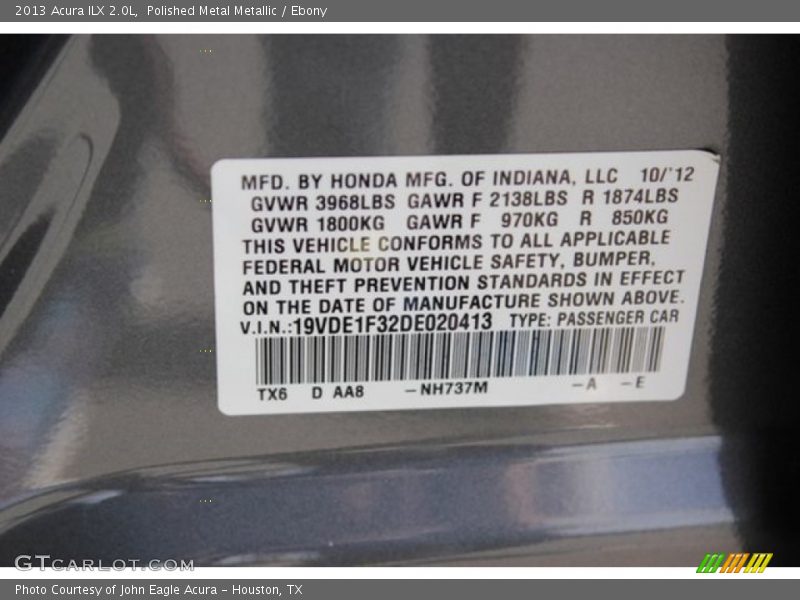 2013 Acura ILX 2.0L, Polished Metal Metallic / Ebony
MFD. BY HONDA MFG. OF INDIANA, LLC 10/'12
GVWR 3968LBS GAWR F 2138LBS R 1874LBS
GVWR 1800KG GAWR F 970KG R 850KG
THIS VEHICLE CONFORMS TO ALL APPLICABLE
FEDERAL MOTOR VEHICLE SAFETY, BUMPER,
AND THEFT PREVENTION STANDARDS IN EFFECT
ON THE DATE OF MANUFACTURE SHOWN ABOVE.
V.I.N.:19VDE1F32DE020413 TYPE: PASSENGER CAR
TX6 D AA8 -NH737M -A -E
GTCARLOT.COM
Photo Courtesy of John Eagle Acura - Houston, TX